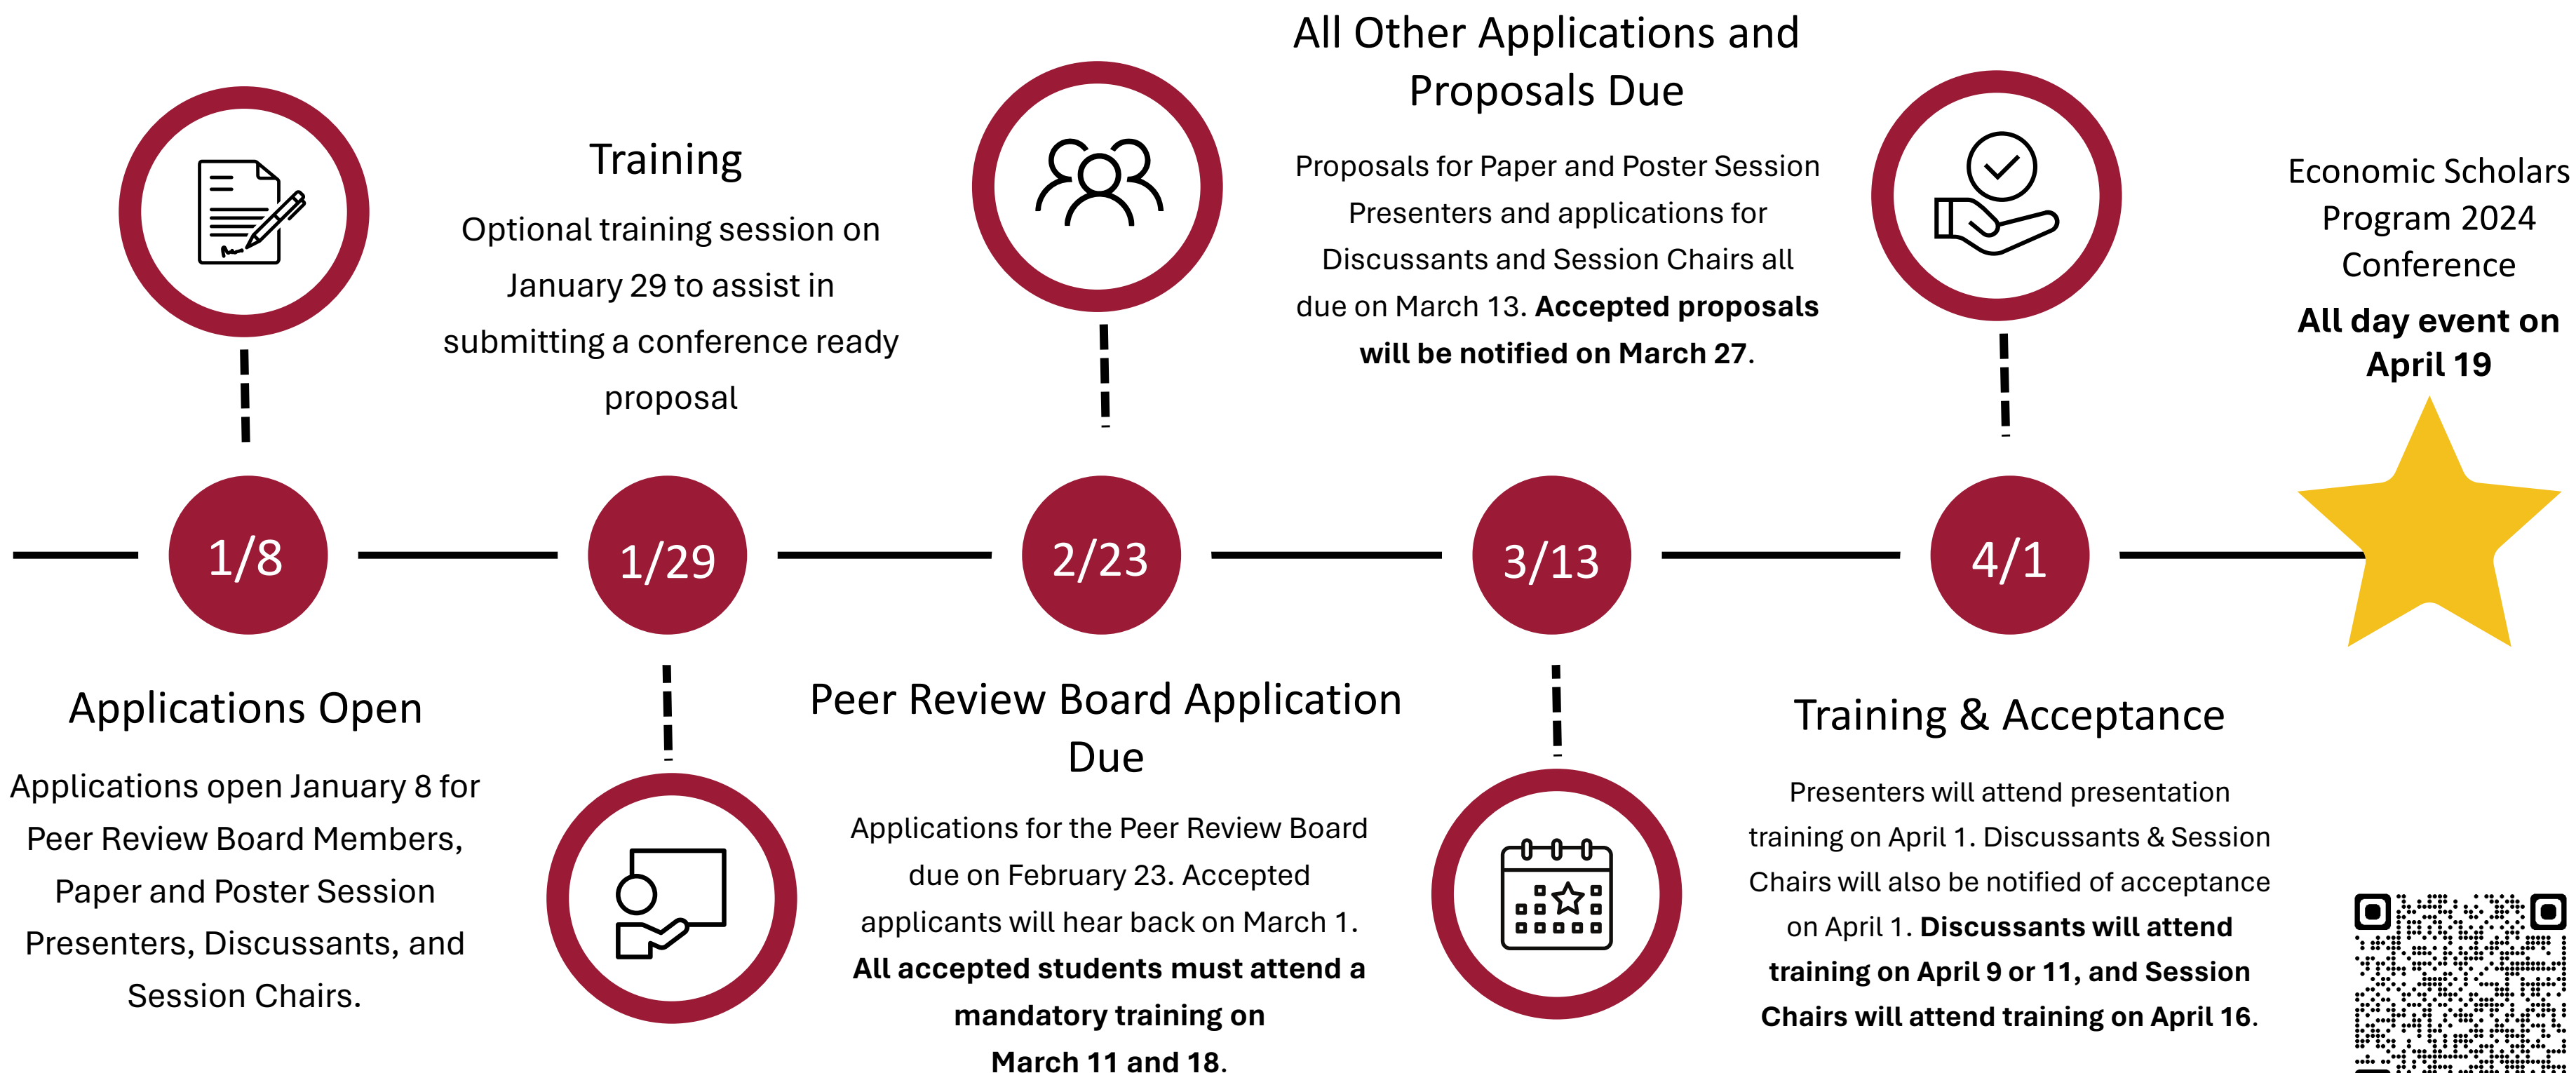 Applications Open
Applications open January 8 for
Peer Review Board Members,
Paper and Poster Session
Presenters, Discussants, and
Session Chairs.
1/8
Training
Optional training session on
January 29 to assist in
submitting a conference ready
proposal
1/29
2/23
Peer Review Board Application
Due
Applications for the Peer Review Board
due on February 23. Accepted
applicants will hear back on March 1.
All accepted students must attend a
mandatory training on
March 11 and 18.
All Other Applications and
Proposals Due
Proposals for Paper and Poster Session
Presenters and applications for
Discussants and Session Chairs all
due on March 13. Accepted proposals
will be notified on March 27.
3/13
4/1
Training & Acceptance
Presenters will attend presentation
training on April 1. Discussants & Session
Chairs will also be notified of acceptance
on April 1. Discussants will attend
training on April 9 or 11, and Session
Chairs will attend training on April 16.
Economic Scholars
Program 2024
Conference
All day event on
April 19